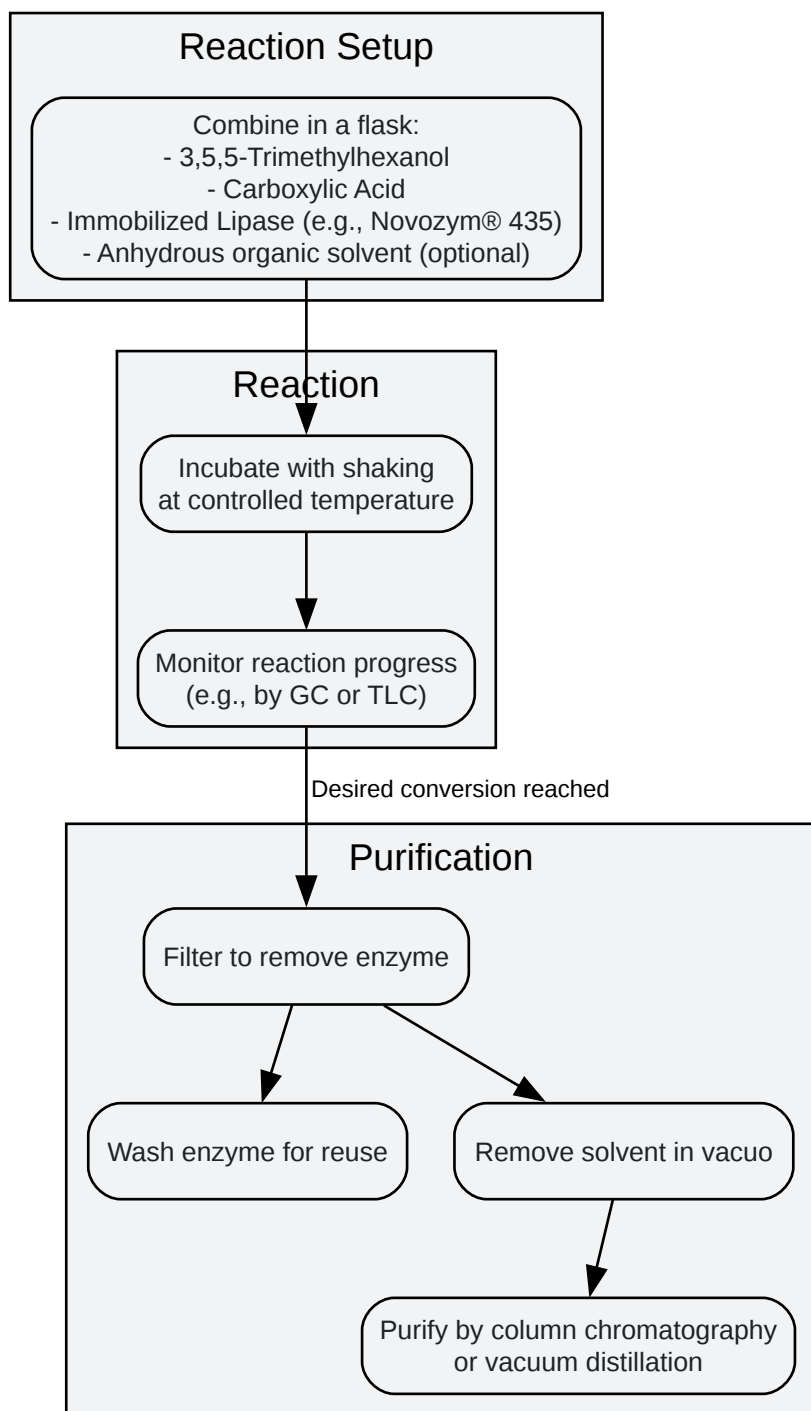 Reaction Setup
Combine in a flask:
- 3,5,5-Trimethylhexanol
- Carboxylic Acid
- Immobilized Lipase (e.g., Novozym® 435)
- Anhydrous organic solvent (optional)
Reaction
Incubate with shaking
at controlled temperature
Monitor reaction progress
(e.g., by GC or TLC)
Desired conversion reached
Purification
Filter to remove enzyme
Wash enzyme for reuse
Remove solvent in vacuo
Purify by column chromatography
or vacuum distillation